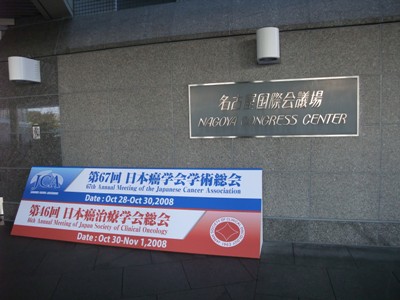 名古屋国際会議場
NAGOYA CONGRESS CENTER
JCA
第67回 日本癌学会学術総会
67th Annual Meeting of the Japanese Cancer Association
Date : Oct 28-Oct 30,2008
第46回 日本癌治療学会総会
46th Annual Meeting of Japan Society of Clinical Oncology
Date : Oct 30-Nov 1,2008